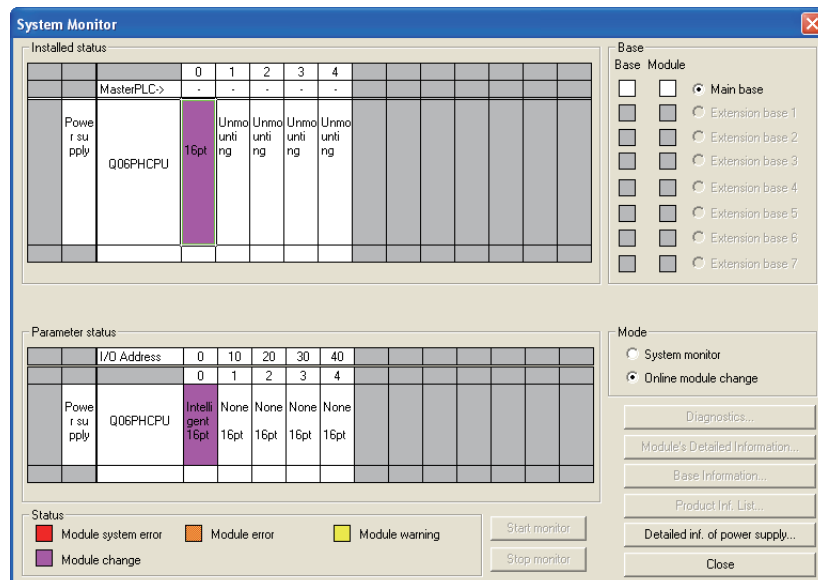 System Monitor
Installed status
0 1 2 3 4
MasterPLC-> - - - - -
Powe
r su
pply
Q06PHCPU
16pt
Unmo
unti
ng
Unmo
unti
ng
Unmo
unti
ng
Unmo
unti
ng
Base
Base Module
Main base
Extension base 1
Extension base 2
Extension base 3
Extension base 4
Extension base 5
Extension base 6
Extension base 7
Parameter status
I/O Address 0 10 20 30 40
0 1 2 3 4
Powe
r su
pply
Q06PHCPU
Intelli
gent
16pt
None
16pt
None
16pt
None
16pt
None
16pt
Mode
System monitor
Online module change
Diagnostics...
Module's Detailed Information...
Base Information...
Product Inf. List...
Detailed inf. of power supply...
Close
Status
Module system error
Module error
Module warning
Module change
Start monitor
Stop monitor